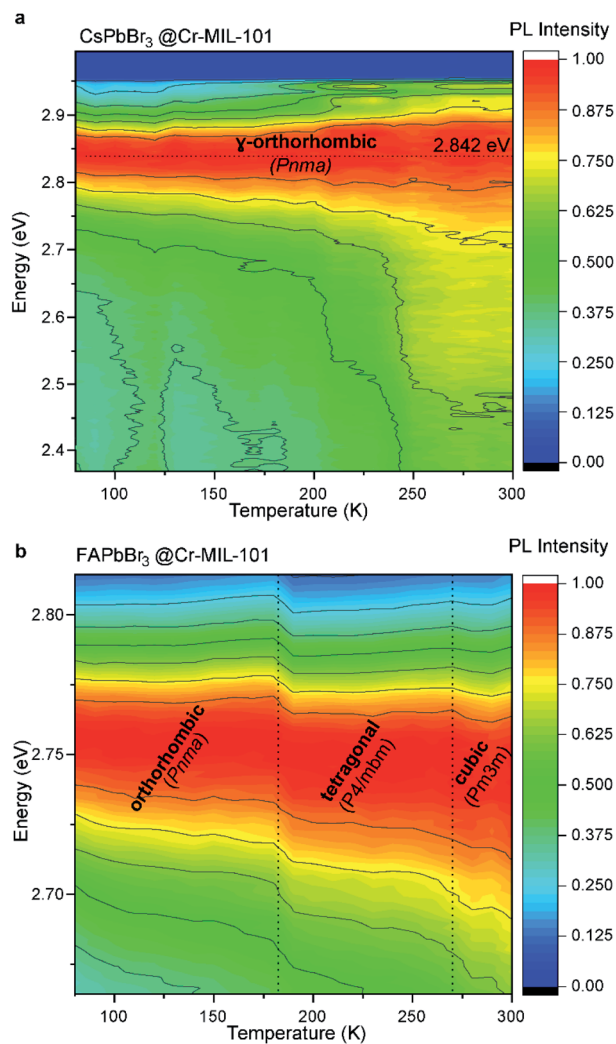 a
CsPbBr3 @Cr-MIL-101
PL Intensity
1.00
0.875
0.750
0.625
0.500
0.375
0.250
0.125
0.00
2.9
2.8
2.7
2.6
2.5
2.4
Energy (eV)
ɣ-orthorhombic
(Pnma)
2.842 eV
100
150
200
250
300
Temperature (K)
b
FAPbBr3 @Cr-MIL-101
PL Intensity
1.00
0.875
0.750
0.625
0.500
0.375
0.250
0.125
0.00
2.80
2.75
2.70
Energy (eV)
orthorhombic
(Pnma)
tetragonal
(P4/mbm)
cubic
(Pm3m)
100
150
200
250
300
Temperature (K)